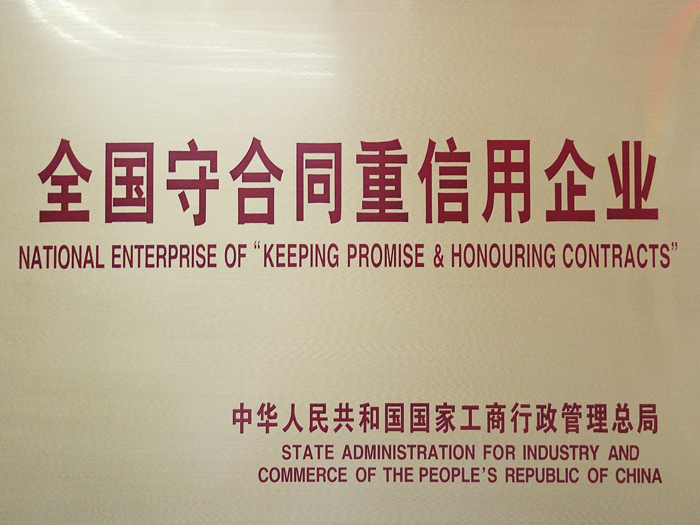 全国守合同重信用企业
NATIONAL ENTERPRISE OF “KEEPING PROMISE & HONOURING CONTRACTS”
中华人民共和国国家工商行政管理总局
STATE ADMINISTRATION FOR INDUSTRY AND
COMMERCE OF THE PEOPLE'S REPUBLIC OF CHINA